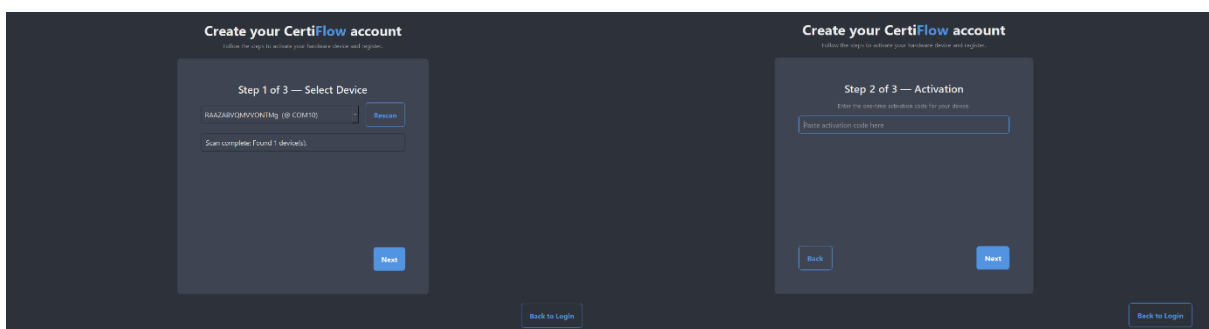 Create your CertiFlow account
Follow the steps to activate your hardware device and register.
Step 1 of 3 — Select Device
RAAZABVQMVVONTMg (@ COM10)
Rescan
Scan complete: Found 1 device(s).
Next
Back to Login
Create your CertiFlow account
Follow the steps to activate your hardware device and register.
Step 2 of 3 — Activation
Enter the one-time activation code for your device.
Paste activation code here
Back
Next
Back to Login